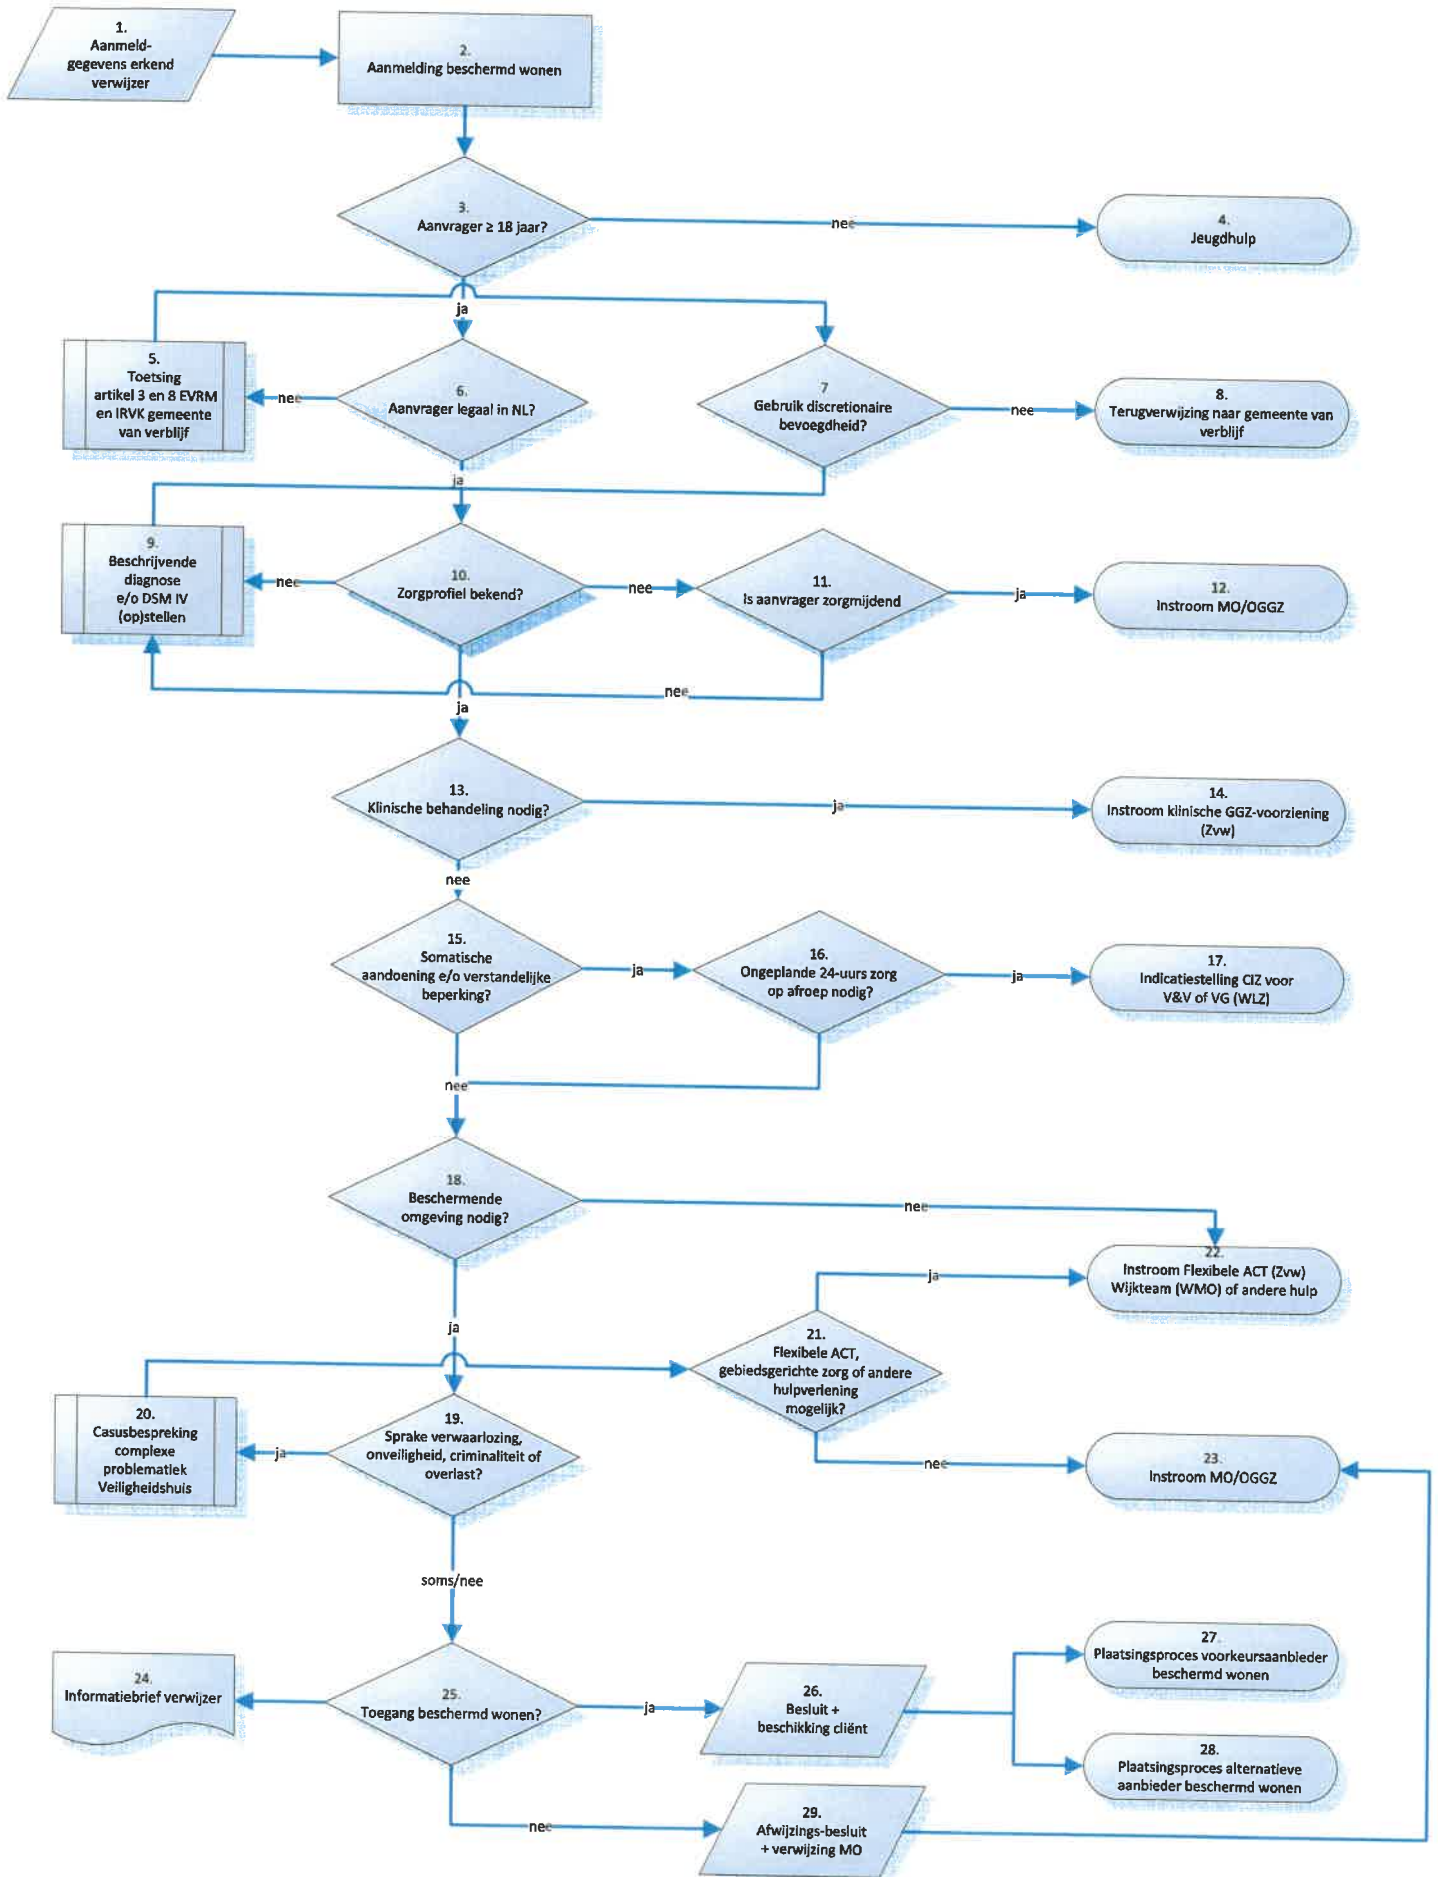 1.
Aanmeld-
gegevens erkend
verwijzer
2.
Aanmelding beschermd wonen
3.
Aanvrager ≥ 18 jaar?
nee
4.
Jeugdhulp
ja
5.
Toetsing
artikel 3 en 8 EVRM
en IRVK gemeente
van verblijf
nee
6.
Aanvrager legaal in NL?
7
Gebruik discretionaire
bevoegdheid?
nee
8.
Terugverwijzing naar gemeente van
verblijf
ja
9.
Beschrijvende
diagnose
e/o DSM IV
(op)stellen
nee
10.
Zorgprofiel bekend?
nee
11.
Is aanvrager zorgmijdend
ja
12.
Instroom MO/OGGZ
nee
ja
13.
Klinische behandeling nodig?
ja
14.
Instroom klinische GGZ-voorziening
(Zvw)
nee
15.
Somatische
aandoening e/o verstandelijke
beperking?
ja
16.
Ongeplande 24-uurs zorg
op afroep nodig?
ja
17.
Indicatiestelling CIZ voor
V&V of VG (WLZ)
nee
18.
Beschermende
omgeving nodig?
nee
22.
Instroom Flexibele ACT (Zvw)
Wijkteam (WMO) of andere hulp
ja
ja
21.
Flexibele ACT,
gebiedsgerichte zorg of andere
hulpverlening
mogelijk?
20.
Casusbespreking
complexe
problematiek
Veiligheidshuis
ja
19.
Sprake verwaarlozing,
onveiligheid, criminaliteit of
overlast?
nee
23.
Instroom MO/OGGZ
soms/nee
24.
Informatiebrief verwijzer
25.
Toegang beschermd wonen?
ja
26.
Besluit +
beschikking cliënt
27.
Plaatsingsproces voorkeursaanbieder
beschermd wonen
28.
Plaatsingsproces alternatieve
aanbieder beschermd wonen
nee
29.
Afwijzings-besluit
+ verwijzing MO